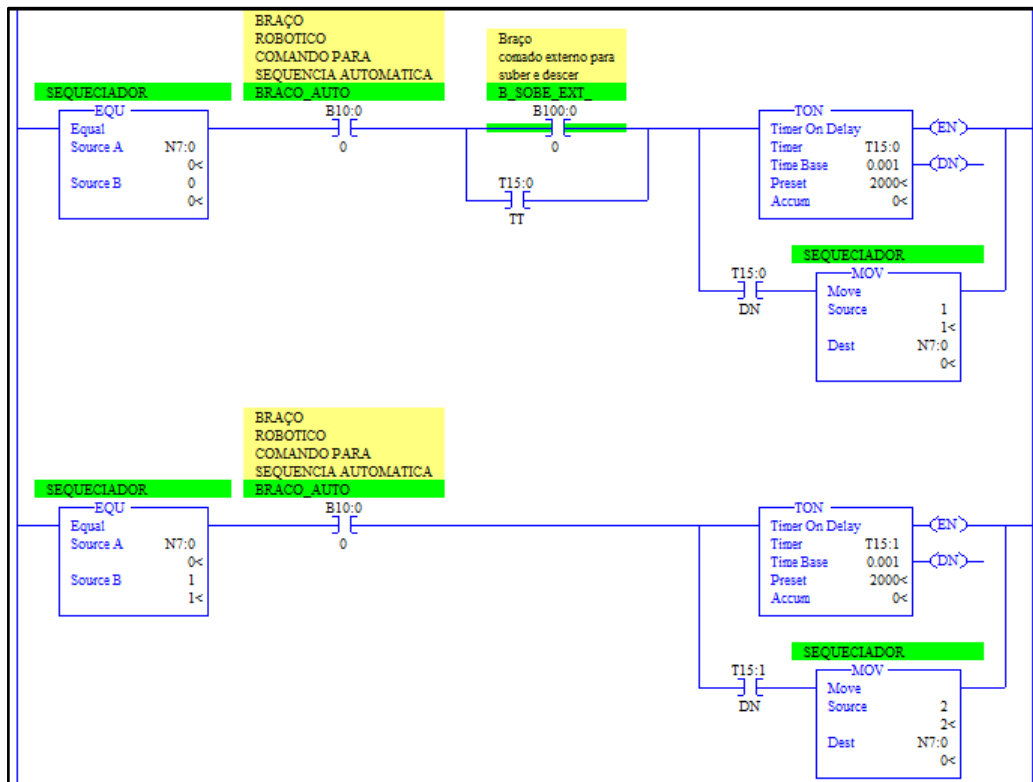 BRAÇO
ROBOTICO
COMANDO PARA
SEQUENCIA AUTOMATICA
BRACO_AUTO
B10:0
0
Braço
comado externo para
suber e descer
B_SOBE_EXT_
B100:0
0
SEQUECIADOR
EQU
Equal
Source A N7:0
0<
Source B 0
0<
T15:0
TT
TON
Timer On Delay
Timer T15:0
Time Base 0.001
Preset 2000<
Accum 0<
EN
DN
T15:0
DN
SEQUECIADOR
MOV
Move
Source 1
1<
Dest N7:0
0<
BRAÇO
ROBOTICO
COMANDO PARA
SEQUENCIA AUTOMATICA
BRACO_AUTO
B10:0
0
SEQUECIADOR
EQU
Equal
Source A N7:0
0<
Source B 1
1<
TON
Timer On Delay
Timer T15:1
Time Base 0.001
Preset 2000<
Accum 0<
EN
DN
T15:1
DN
SEQUECIADOR
MOV
Move
Source 2
2<
Dest N7:0
0<